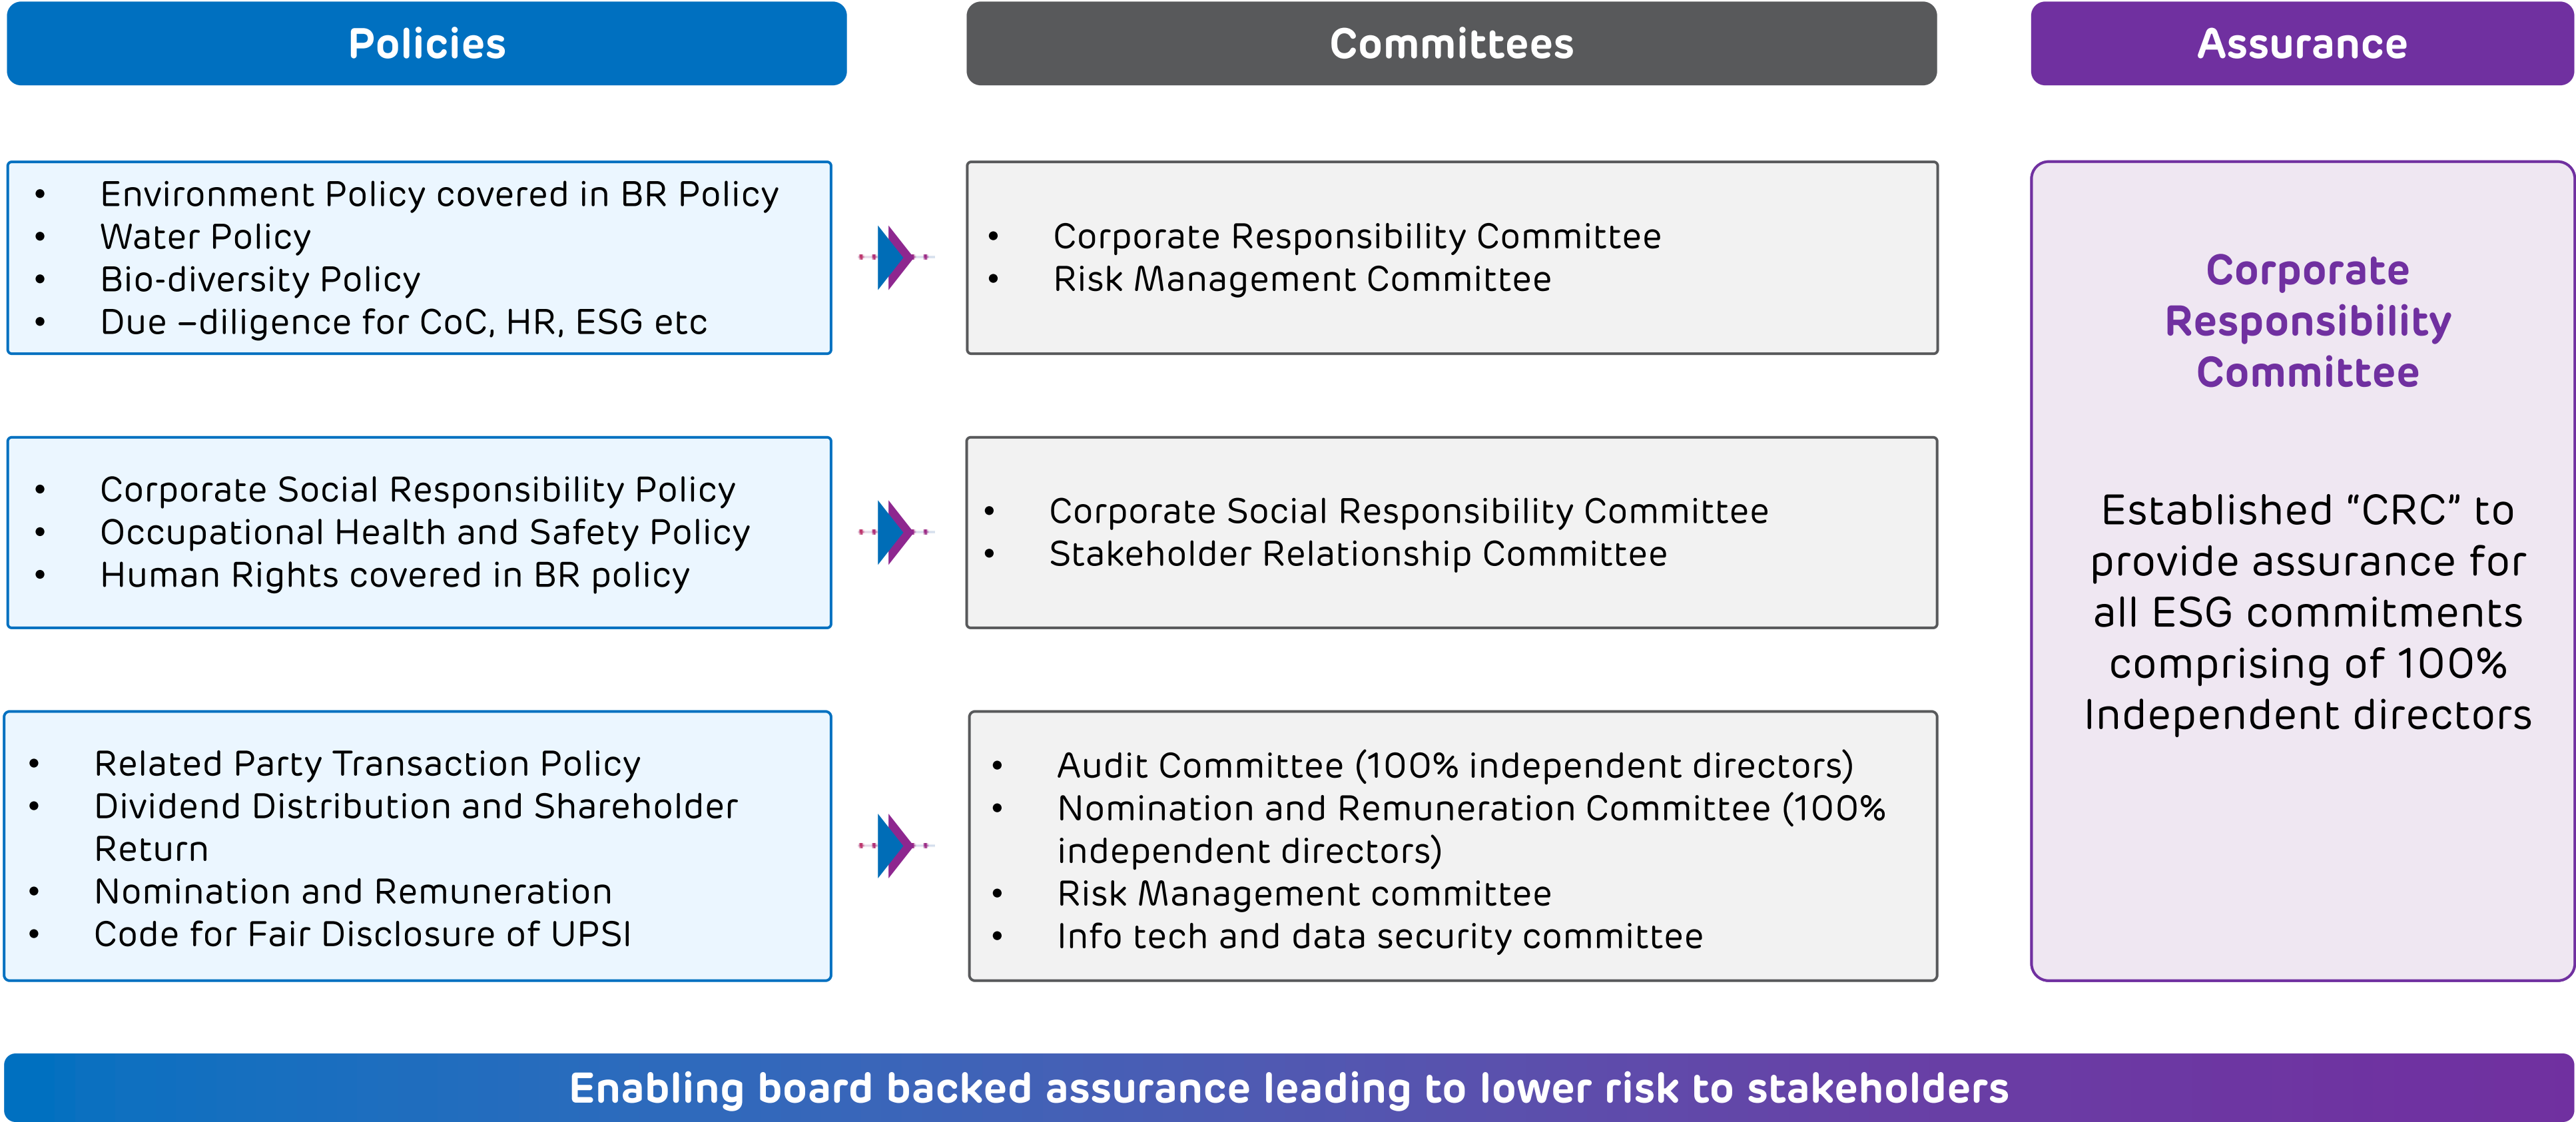 Policies
Committees
Assurance
• Environment Policy covered in BR Policy
• Water Policy
• Bio-diversity Policy
• Due –diligence for CoC, HR, ESG etc
• Corporate Responsibility Committee
• Risk Management Committee
• Corporate Social Responsibility Policy
• Occupational Health and Safety Policy
• Human Rights covered in BR policy
• Corporate Social Responsibility Committee
• Stakeholder Relationship Committee
• Related Party Transaction Policy
• Dividend Distribution and Shareholder
Return
• Nomination and Remuneration
• Code for Fair Disclosure of UPSI
• Audit Committee (100% independent directors)
• Nomination and Remuneration Committee (100%
independent directors)
• Risk Management committee
• Info tech and data security committee
Corporate
Responsibility
Committee
Established “CRC” to
provide assurance for
all ESG commitments
comprising of 100%
Independent directors
Enabling board backed assurance leading to lower risk to stakeholders